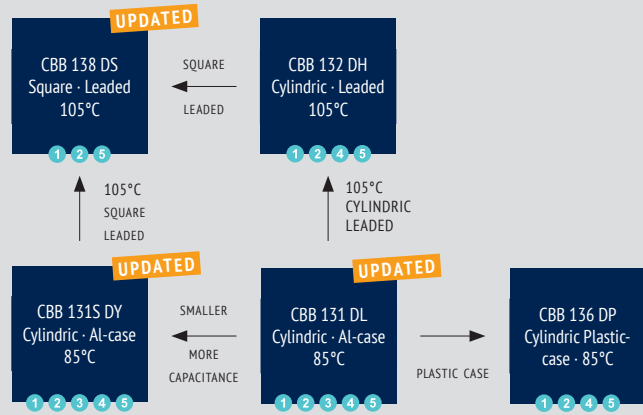 UPDATED
CBB 138 DS
Square · Leaded
105°C
1 2 5
SQUARE
LEADED
CBB 132 DH
Cylindric · Leaded
105°C
1 2 4 5
105°C
SQUARE
LEADED
105°C
CYLINDRIC
LEADED
UPDATED
CBB 131S DY
Cylindric · Al-case
85°C
1 2 3 4 5
SMALLER
MORE
CAPACITANCE
UPDATED
CBB 131 DL
Cylindric · Al-case
85°C
1 2 3 4 5
PLASTIC CASE
CBB 136 DP
Cylindric Plastic-
case · 85°C
1 2 4 5